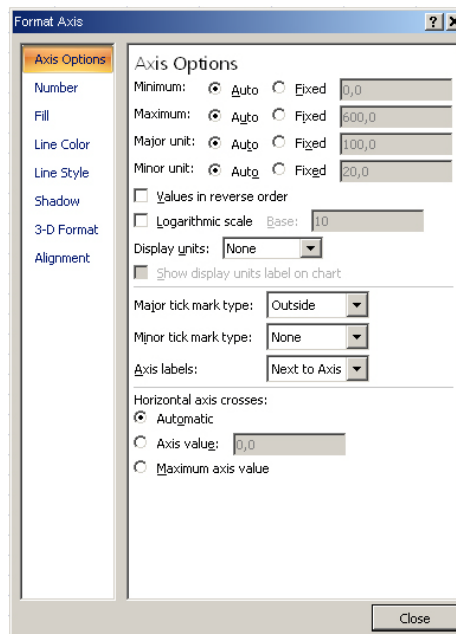 Format Axis
Axis Options
Number
Fill
Line Color
Line Style
Shadow
3-D Format
Alignment
Axis Options
Minimum: Auto Fixed 0,0
Maximum: Auto Fixed 600,0
Major unit: Auto Fixed 100,0
Minor unit: Auto Fixed 20,0
Values in reverse order
Logarithmic scale Base: 10
Display units: None
Show display units label on chart
Major tick mark type: Outside
Minor tick mark type: None
Axis labels: Next to Axis
Horizontal axis crosses:
Automatic
Axis value: 0,0
Maximum axis value
Close